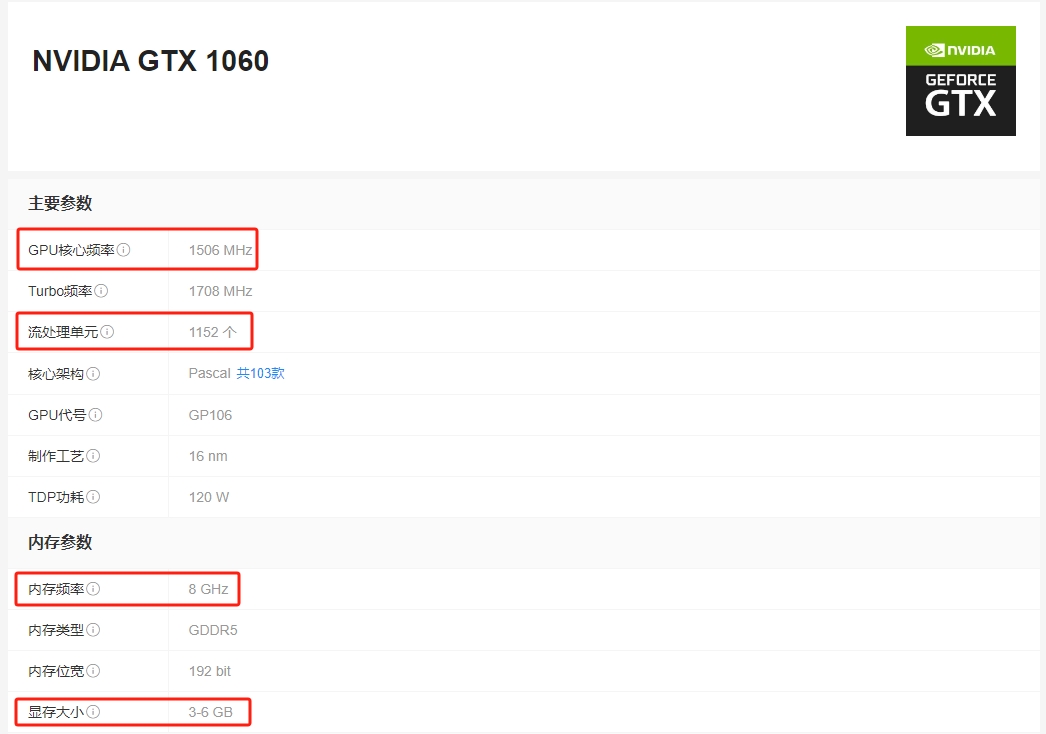 NVIDIA GTX 1060
NVIDIA
GEFORCE
GTX
主要参数
GPU核心频率 1506 MHz
Turbo频率 1708 MHz
流处理单元 1152 个
核心架构 Pascal 共103款
GPU代号 GP106
制作工艺 16 nm
TDP功耗 120 W
内存参数
内存频率 8 GHz
内存类型 GDDR5
内存位宽 192 bit
显存大小 3-6 GB